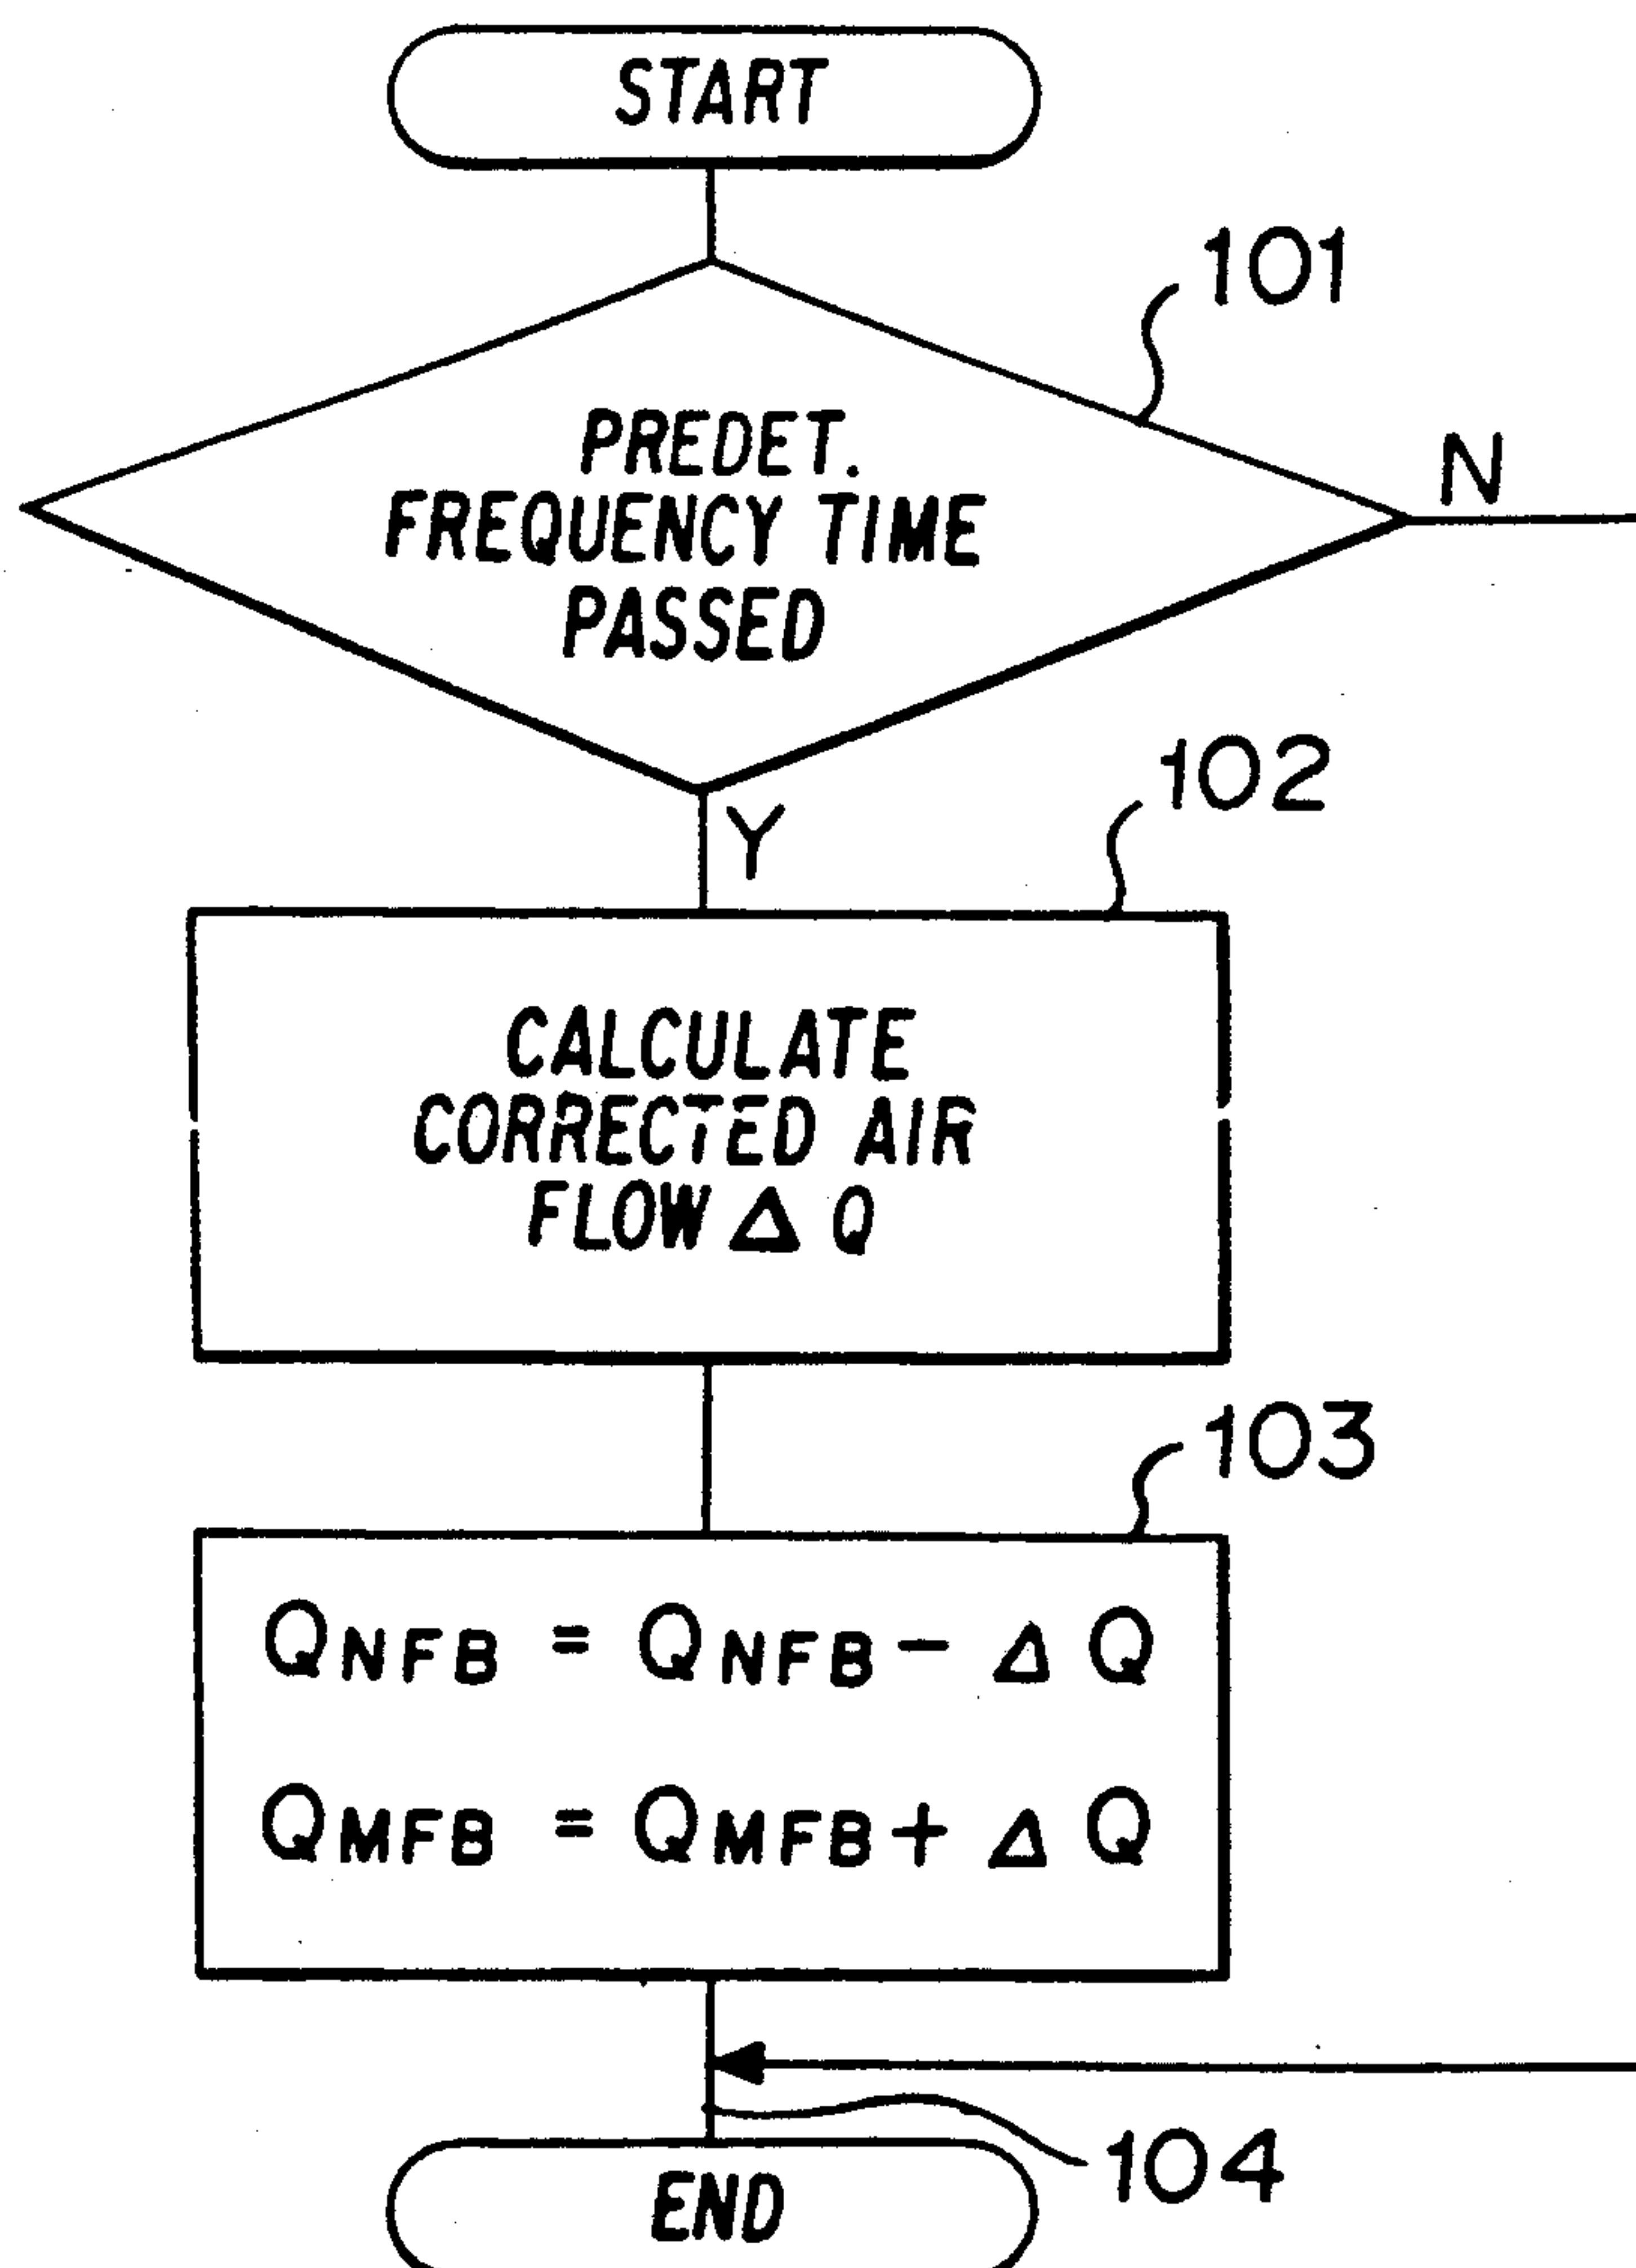 START
101
PREDET.
FREQUENCY TIME
PASSED
N
Y
102
CALCULATE
CORRECTED AIR
FLOW Δ Q
103
QNFB = QNFB - Δ Q
QMFB = QMFB + Δ Q
104
END